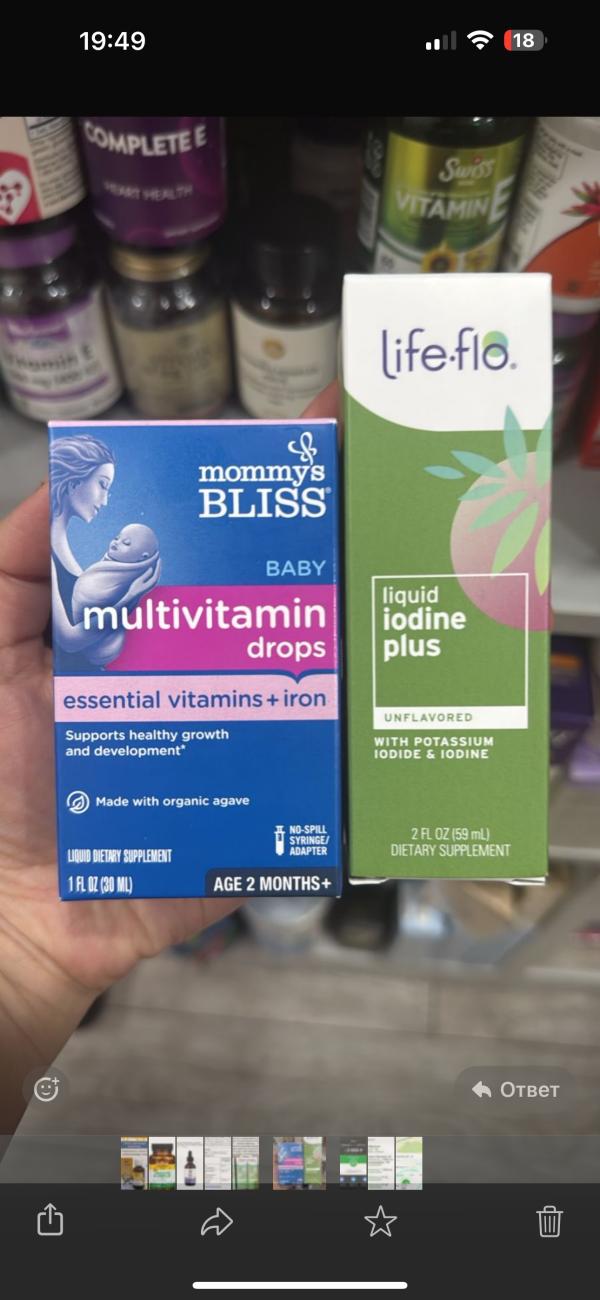 19:49
18
COMPLETE E
HEART HEALTH
Swiss
VITAMIN E
Vitamin E
life-flo®
mommy's
BLISS®
BABY
multivitamin
drops
essential vitamins + iron
Supports healthy growth
and development*
Made with organic agave
NO-SPILL
SYRINGE/
ADAPTER
LIQUID DIETARY SUPPLEMENT
1 FL OZ (30 ML)
AGE 2 MONTHS+
liquid
iodine
plus
UNFLAVORED
WITH POTASSIUM
IODIDE & IODINE
2 FL OZ (59 mL)
DIETARY SUPPLEMENT
Ответ